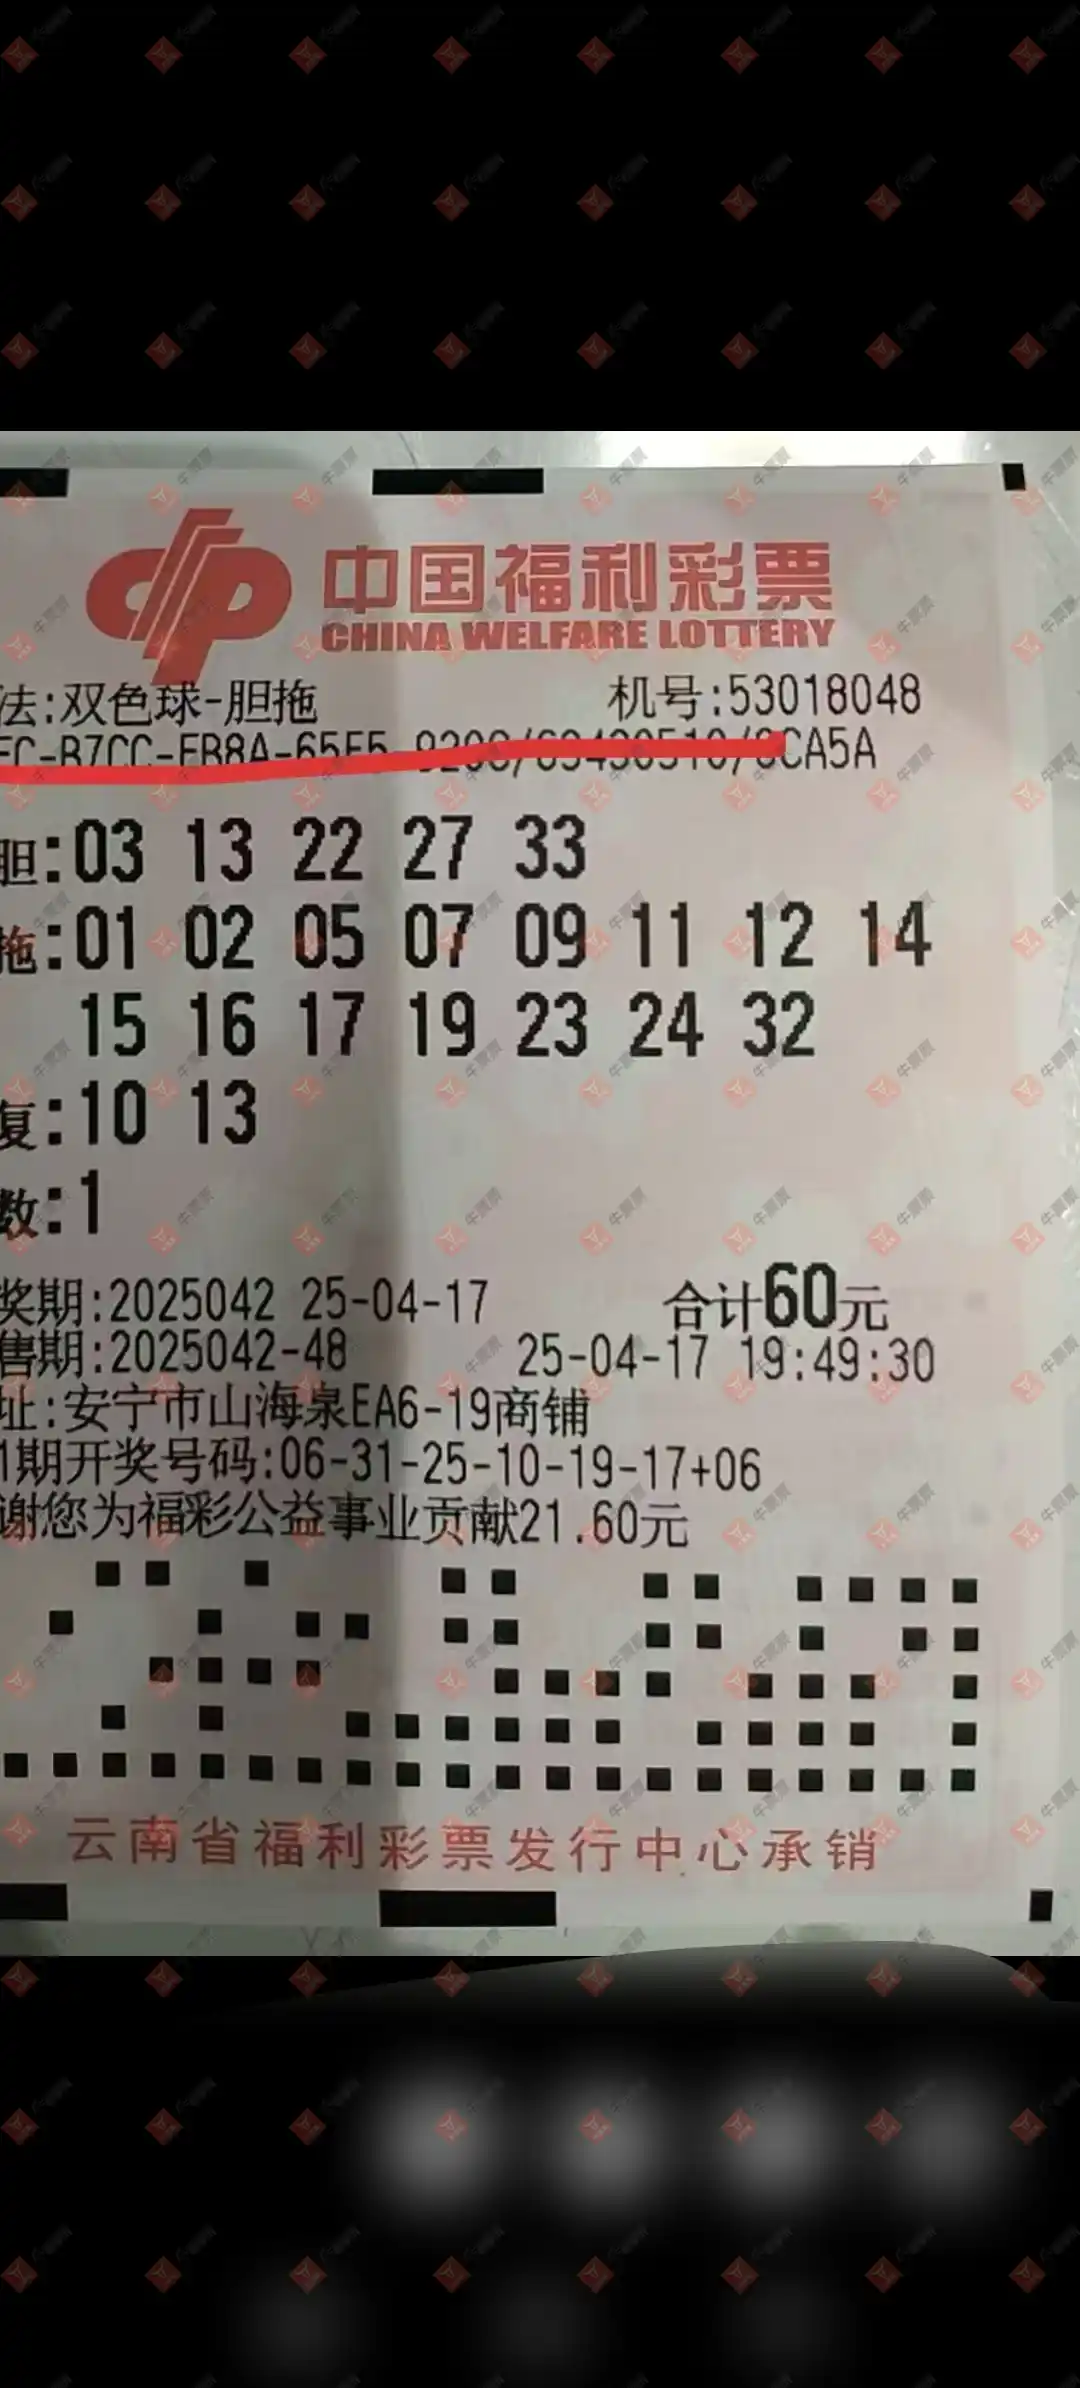 中国福利彩票
CHINA WELFARE LOTTERY
法:双色球-胆拖 机号:53018048
胆:03 13 22 27 33
拖:01 02 05 07 09 11 12 14
15 16 17 19 23 24 32
复:10 13
数:1
奖期:2025042 25-04-17 合计60元
售期:2025042-48 25-04-17 19:49:30
址:安宁市山海泉EA6-19商铺
1期开奖号码:06-31-25-10-19-17+06
谢您为福彩公益事业贡献21.60元
云南省福利彩票发行中心承销